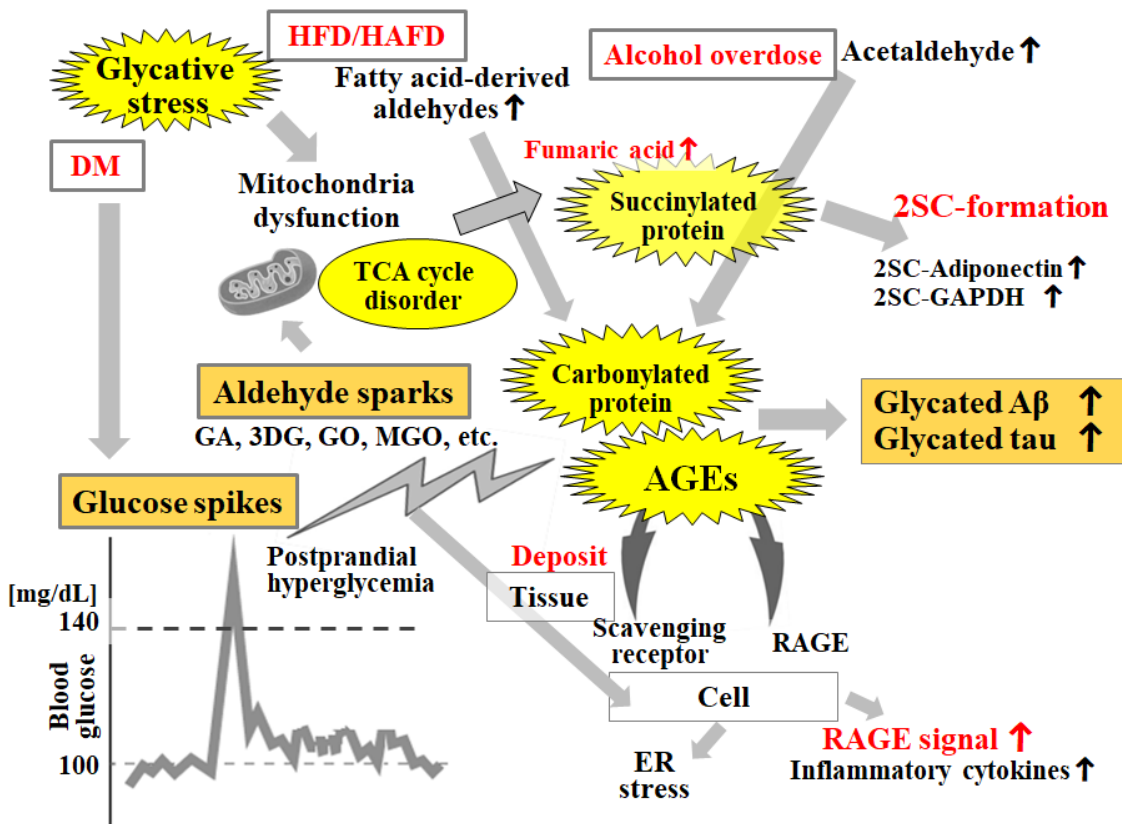 HFD/HAFD
Glycative
stress
Fatty acid-derived
aldehydes ↑
Alcohol overdose
Acetaldehyde ↑
DM
Mitochondria
dysfunction
Fumaric acid ↑
Succinylated
protein
2SC-formation
2SC-Adiponectin ↑
2SC-GAPDH ↑
TCA cycle
disorder
Aldehyde sparks
GA, 3DG, GO, MGO, etc.
Carbonylated
protein
Glycated Aβ ↑
Glycated tau ↑
AGEs
Glucose spikes
Postprandial
hyperglycemia
Deposit
Tissue
Scavenging
receptor
RAGE
Cell
ER
stress
RAGE signal ↑
Inflammatory cytokines ↑
[mg/dL]
140
Blood
glucose
100